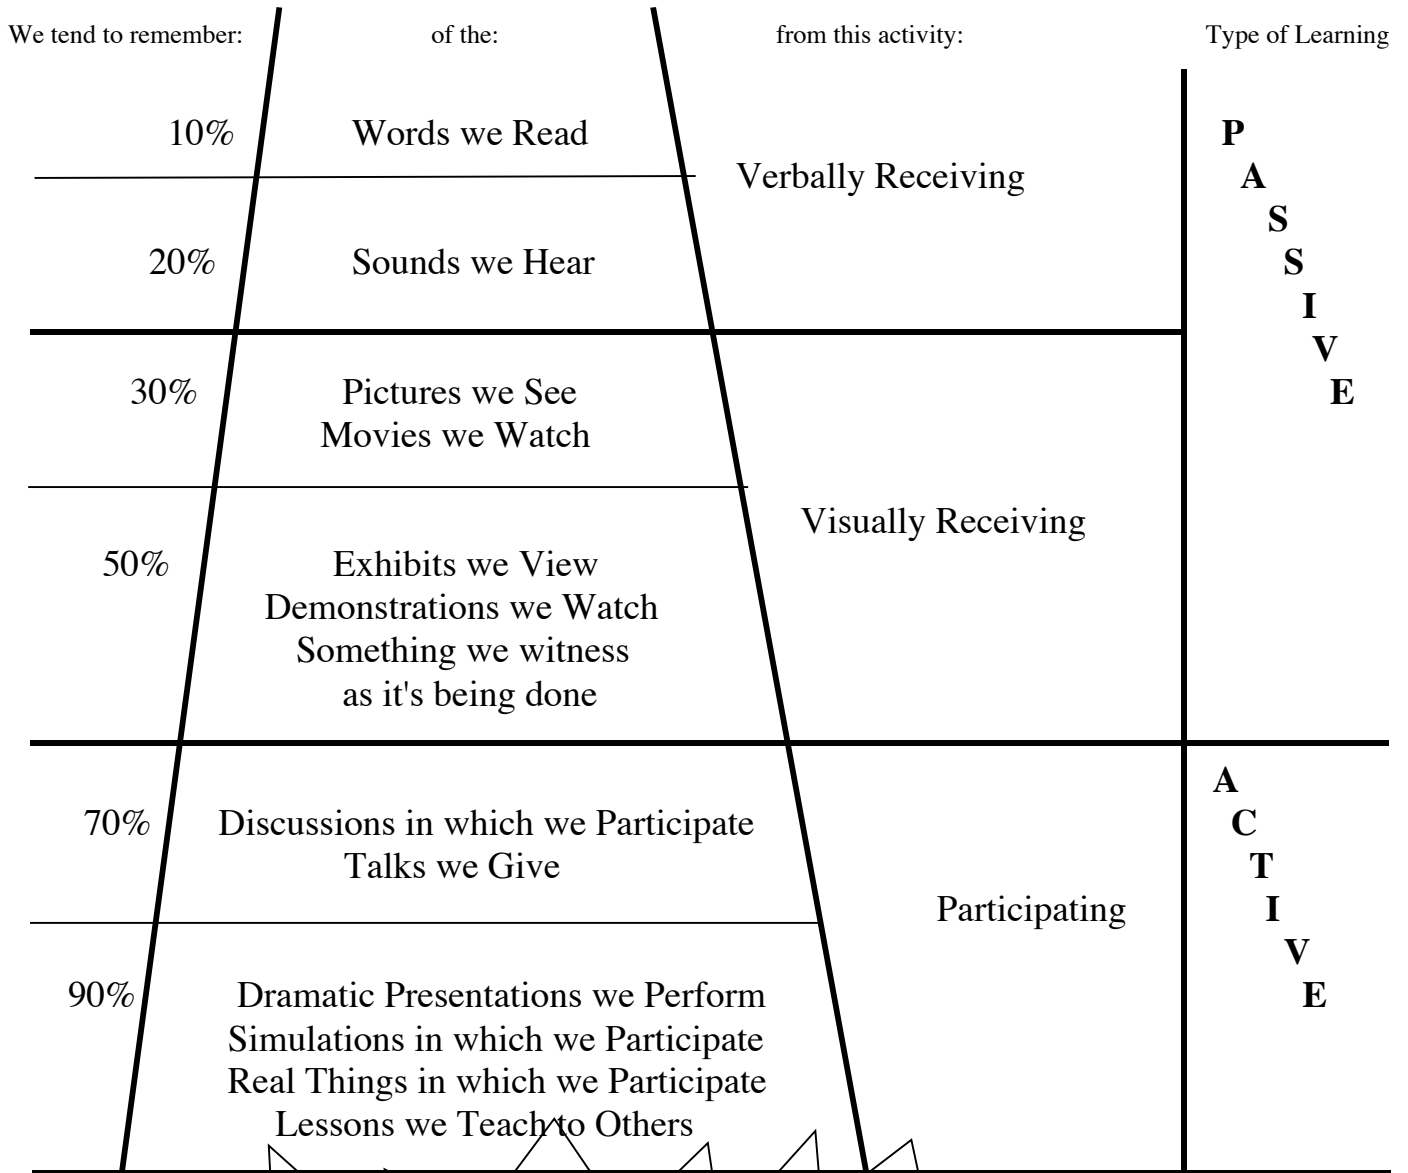 We tend to remember: of the: from this activity: Type of Learning
10% Words we Read
Verbally Receiving
20% Sounds we Hear
30% Pictures we See
Movies we Watch
Visually Receiving
50% Exhibits we View
Demonstrations we Watch
Something we witness
as it's being done
P
A
S
S
I
V
E
70% Discussions in which we Participate
Talks we Give
Participating
90% Dramatic Presentations we Perform
Simulations in which we Participate
Real Things in which we Participate
Lessons we Teach to Others
A
C
T
I
V
E